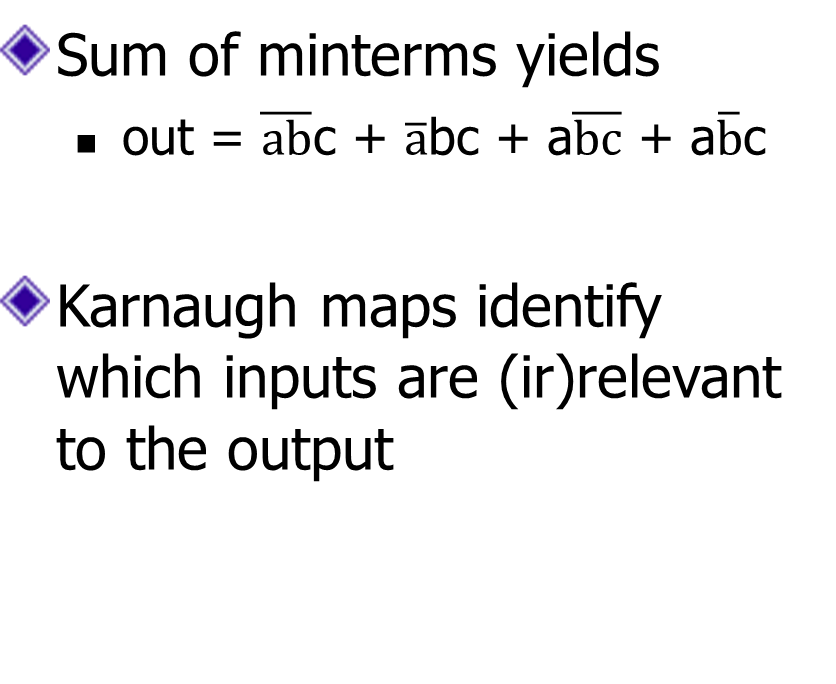 Sum of minterms yields
▪ out = a̅b̅c + a̅bc + ab̅c̅ + ab̅c
Karnaugh maps identify
which inputs are (ir)relevant
to the output